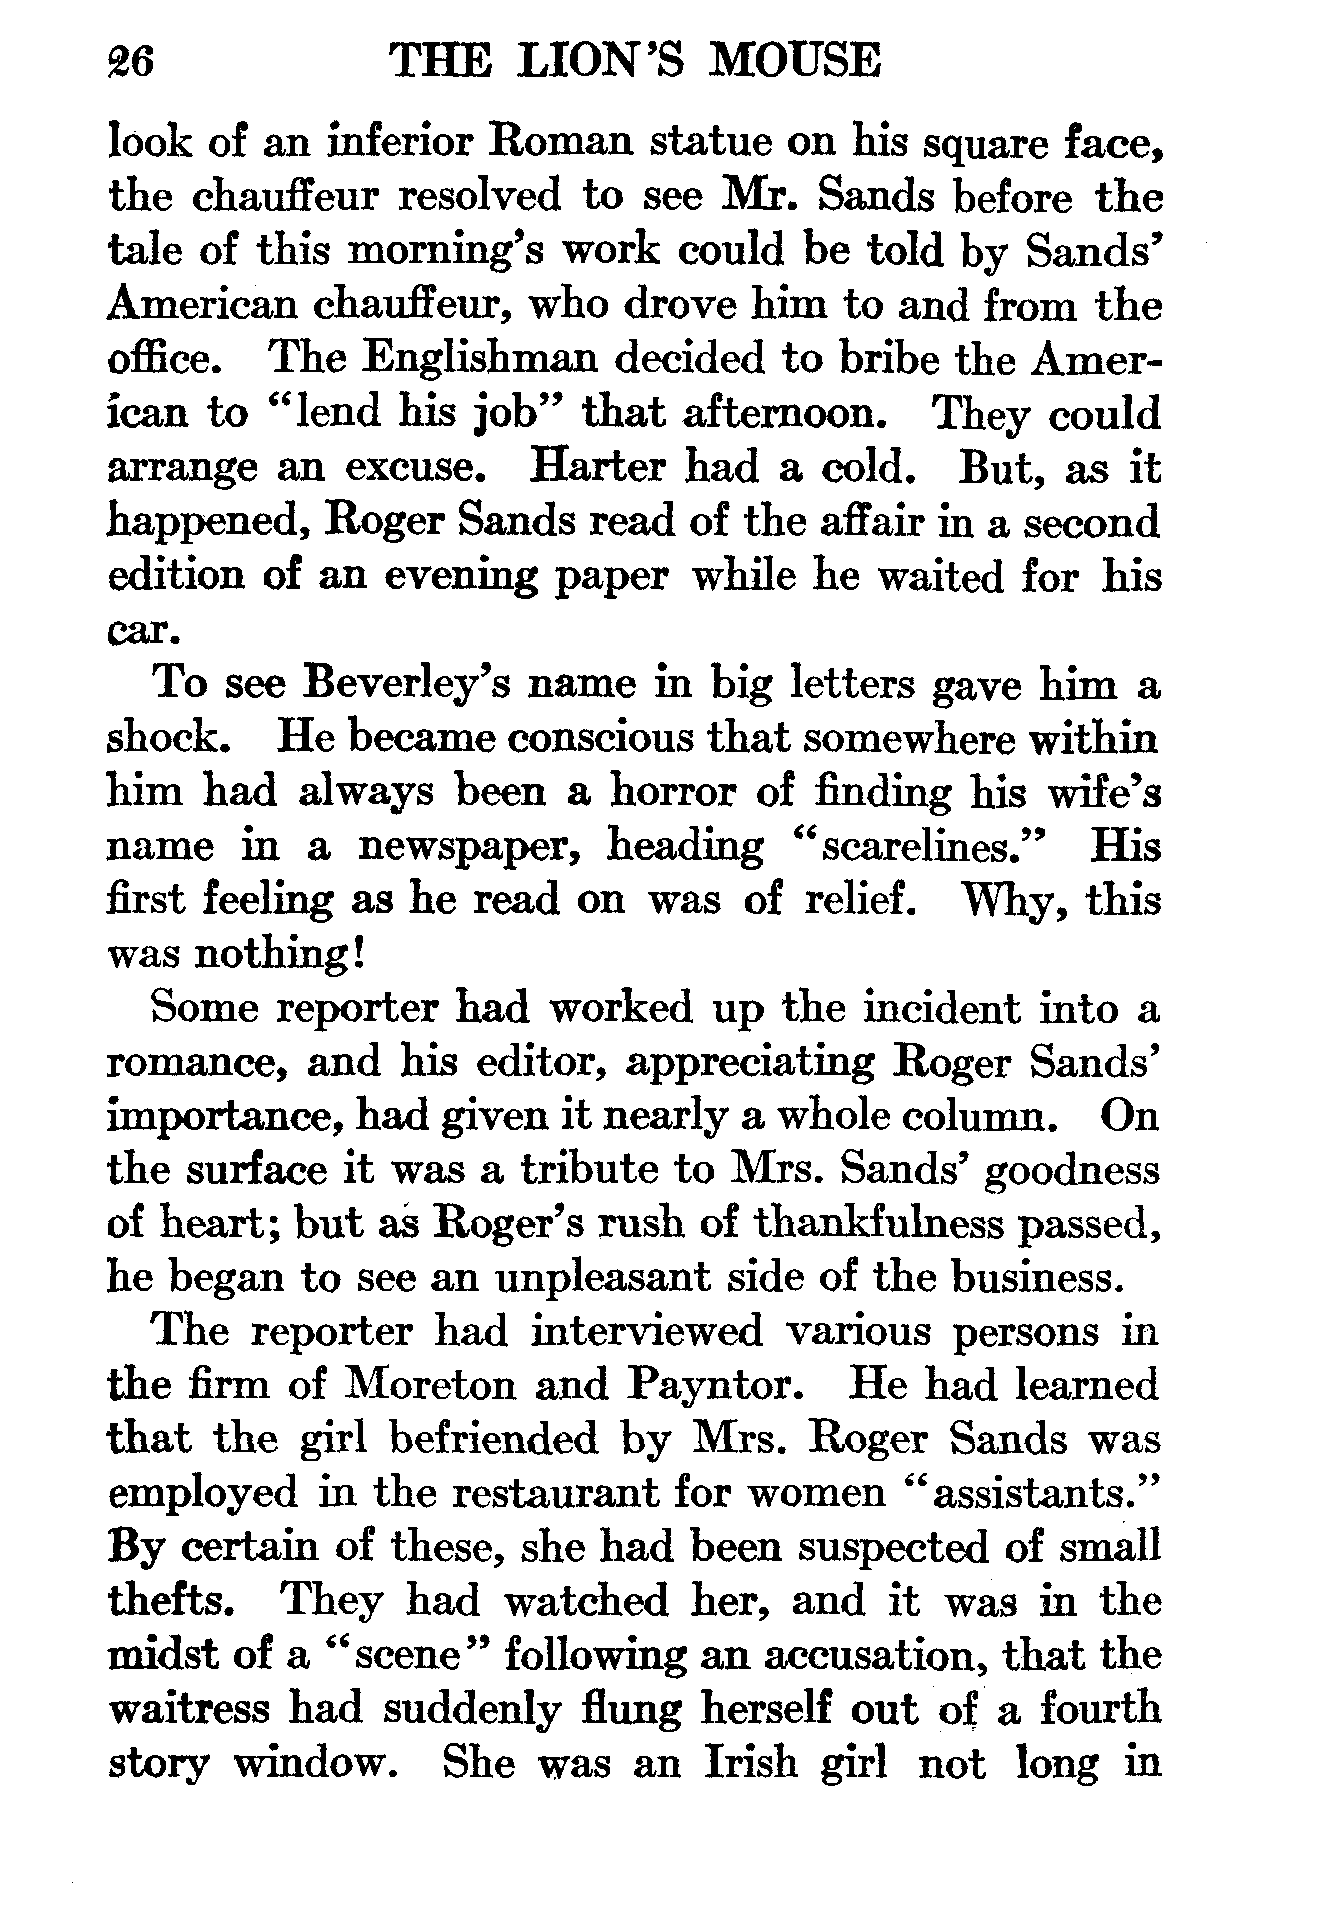 26 THE LION'S MOUSE
look of an inferior Roman statue on his square face,
the chauffeur resolved to see Mr. Sands before the
tale of this morning's work could be told by Sands'
American chauffeur, who drove him to and from the
office. The Englishman decided to bribe the Amer-
ican to "lend his job" that afternoon. They could
arrange an excuse. Harter had a cold. But, as it
happened, Roger Sands read of the affair in a second
edition of an evening paper while he waited for his
car.
To see Beverley's name in big letters gave him a
shock. He became conscious that somewhere within
him had always been a horror of finding his wife's
name in a newspaper, heading "scarelines." His
first feeling as he read on was of relief. Why, this
was nothing!
Some reporter had worked up the incident into a
romance, and his editor, appreciating Roger Sands'
importance, had given it nearly a whole column. On
the surface it was a tribute to Mrs. Sands' goodness
of heart; but as Roger's rush of thankfulness passed,
he began to see an unpleasant side of the business.
The reporter had interviewed various persons in
the firm of Moreton and Payntor. He had learned
that the girl befriended by Mrs. Roger Sands was
employed in the restaurant for women "assistants."
By certain of these, she had been suspected of small
thefts. They had watched her, and it was in the
midst of a "scene" following an accusation, that the
waitress had suddenly flung herself out of a fourth
story window. She was an Irish girl not long in